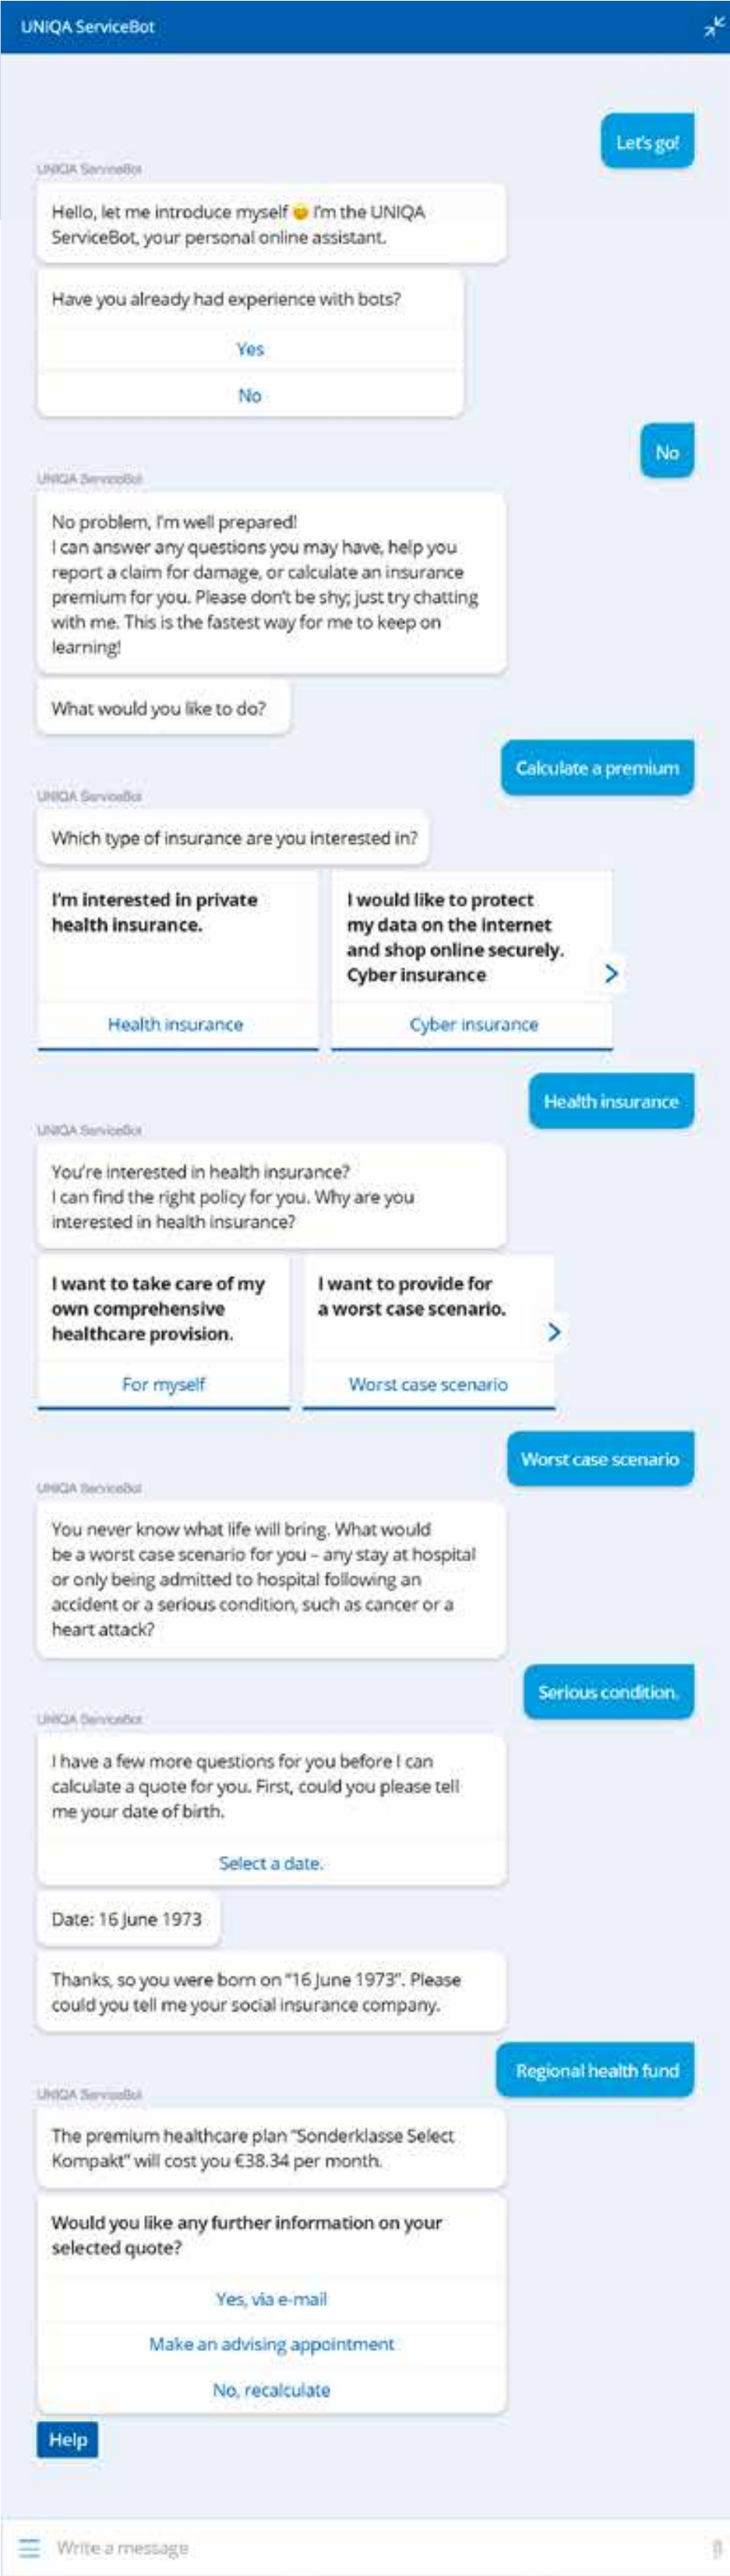 UNIQA ServiceBot
Let's go!
UNIQA ServiceBot
Hello, let me introduce myself 😊 I'm the UNIQA
ServiceBot, your personal online assistant.
Have you already had experience with bots?
Yes
No
No
UNIQA ServiceBot
No problem, I'm well prepared!
I can answer any questions you may have, help you
report a claim for damage, or calculate an insurance
premium for you. Please don't be shy; just try chatting
with me. This is the fastest way for me to keep on
learning!
What would you like to do?
Calculate a premium
UNIQA ServiceBot
Which type of insurance are you interested in?
I'm interested in private
health insurance.
Health insurance
I would like to protect
my data on the internet
and shop online securely.
Cyber insurance
Cyber insurance
Health insurance
UNIQA ServiceBot
You're interested in health insurance?
I can find the right policy for you. Why are you
interested in health insurance?
I want to take care of my
own comprehensive
healthcare provision.
For myself
I want to provide for
a worst case scenario.
Worst case scenario
Worst case scenario
UNIQA ServiceBot
You never know what life will bring. What would
be a worst case scenario for you – any stay at hospital
or only being admitted to hospital following an
accident or a serious condition, such as cancer or a
heart attack?
Serious condition.
UNIQA ServiceBot
I have a few more questions for you before I can
calculate a quote for you. First, could you please tell
me your date of birth.
Select a date.
Date: 16 June 1973
Thanks, so you were born on "16 June 1973". Please
could you tell me your social insurance company.
Regional health fund
UNIQA ServiceBot
The premium healthcare plan "Sonderklasse Select
Kompakt" will cost you €38.34 per month.
Would you like any further information on your
selected quote?
Yes, via e-mail
Make an advising appointment
No, recalculate
Help
Write a message